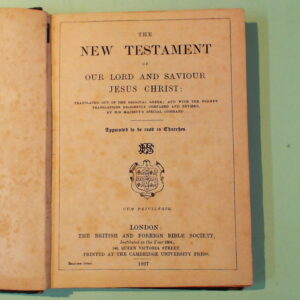 THE
NEW TESTAMENT
OF
OUR LORD AND SAVIOUR
JESUS CHRIST:
TRANSLATED OUT OF THE ORIGINAL GREEK; AND WITH THE FORMER
TRANSLATIONS DILIGENTLY COMPARED AND REVISED,
BY HIS MAJESTY'S SPECIAL COMMAND
Appointed to be read in Churches
CUM PRIVILEGIO.
LONDON:
THE BRITISH AND FOREIGN BIBLE SOCIETY,
Instituted in the Year 1804,
146, QUEEN VICTORIA STREET.
PRINTED AT THE CAMBRIDGE UNIVERSITY PRESS.